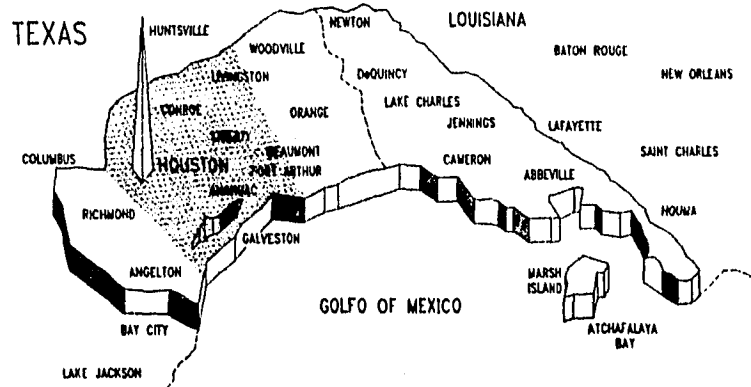 TEXAS
LOUISIANA
HUNTSVILLE
NEWTON
WOODVILLE
BATON ROUGE
LIVINGSTON
DeQUINCY
NEW ORLEANS
CONROE
ORANGE
LAKE CHARLES
JENNINGS
LAFAYETTE
LIBERTY
BEAUMONT
SAINT CHARLES
COLUMBUS
HOUSTON
PORT ARTHUR
CAMERON
ABBEVILLE
ANAHUAC
RICHMOND
HOUMA
GALVESTON
ANGELTON
MARSH
ISLAND
GOLFO OF MEXICO
BAY CITY
ATCHAFALAYA
BAY
LAKE JACKSON